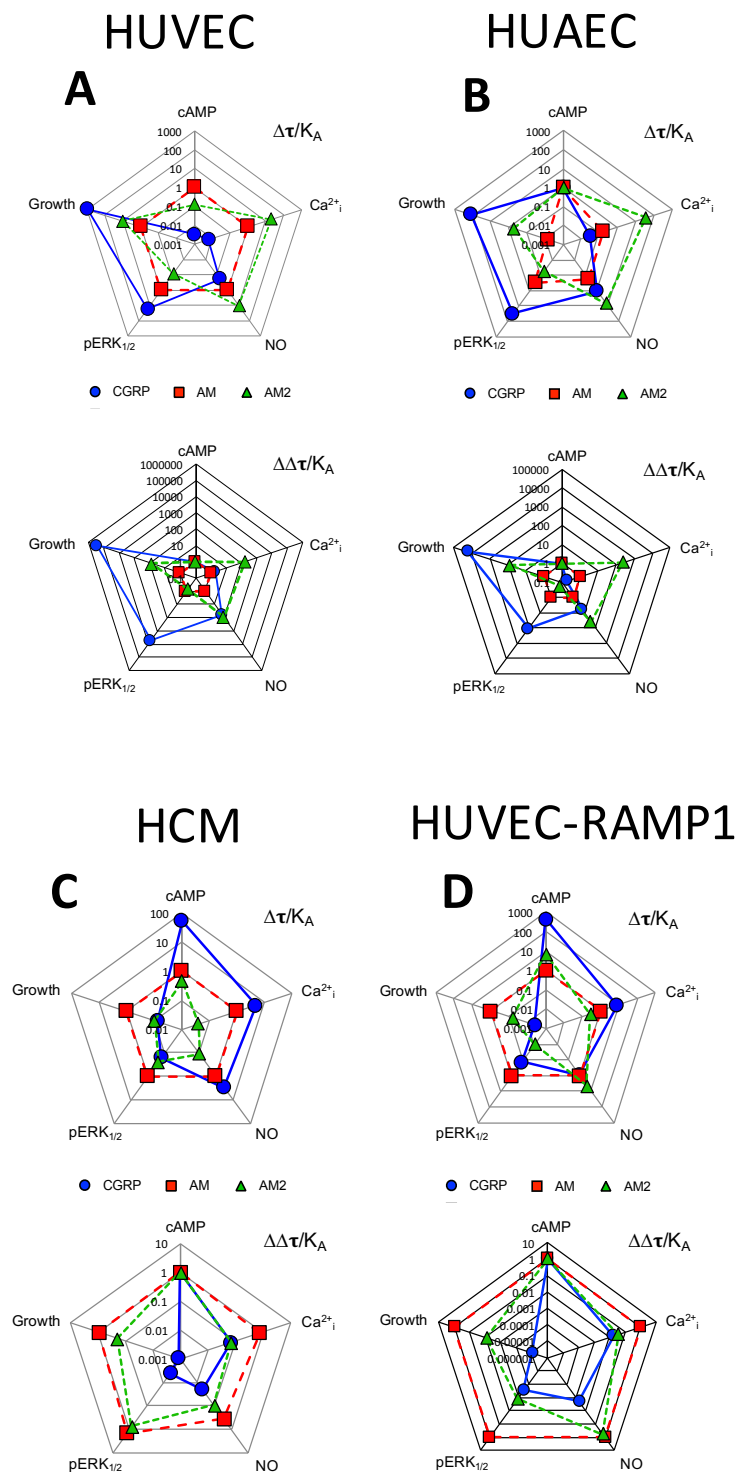 HUVEC
HUAEC
A
cAMP
Δτ/KA
1000
100
10
1
0.1
0.01
0.001
Growth
Ca²⁺i
pERK1/2
NO
CGRP AM AM2
B
cAMP
Δτ/KA
1000
100
10
1
0.1
0.01
0.001
Growth
Ca²⁺i
pERK1/2
NO
CGRP AM AM2
cAMP
ΔΔτ/KA
1000000
100000
10000
1000
100
10
Growth
Ca²⁺i
pERK1/2
NO
cAMP
ΔΔτ/KA
100000
10000
1000
100
10
0.1
Growth
Ca²⁺i
pERK1/2
NO
HCM
HUVEC-RAMP1
C
cAMP
Δτ/KA
100
10
1
0.1
0.01
Growth
Ca²⁺i
pERK1/2
NO
CGRP AM AM2
D
cAMP
Δτ/KA
1000
100
10
1
0.1
0.01
0.001
Growth
Ca²⁺i
pERK1/2
NO
CGRP AM AM2
cAMP
ΔΔτ/KA
10
1
0.1
0.01
0.001
Growth
Ca²⁺i
pERK1/2
NO
cAMP
ΔΔτ/KA
10
1
0.1
0.01
0.001
0.0001
0.00001
0.000001
Growth
Ca²⁺i
pERK1/2
NO